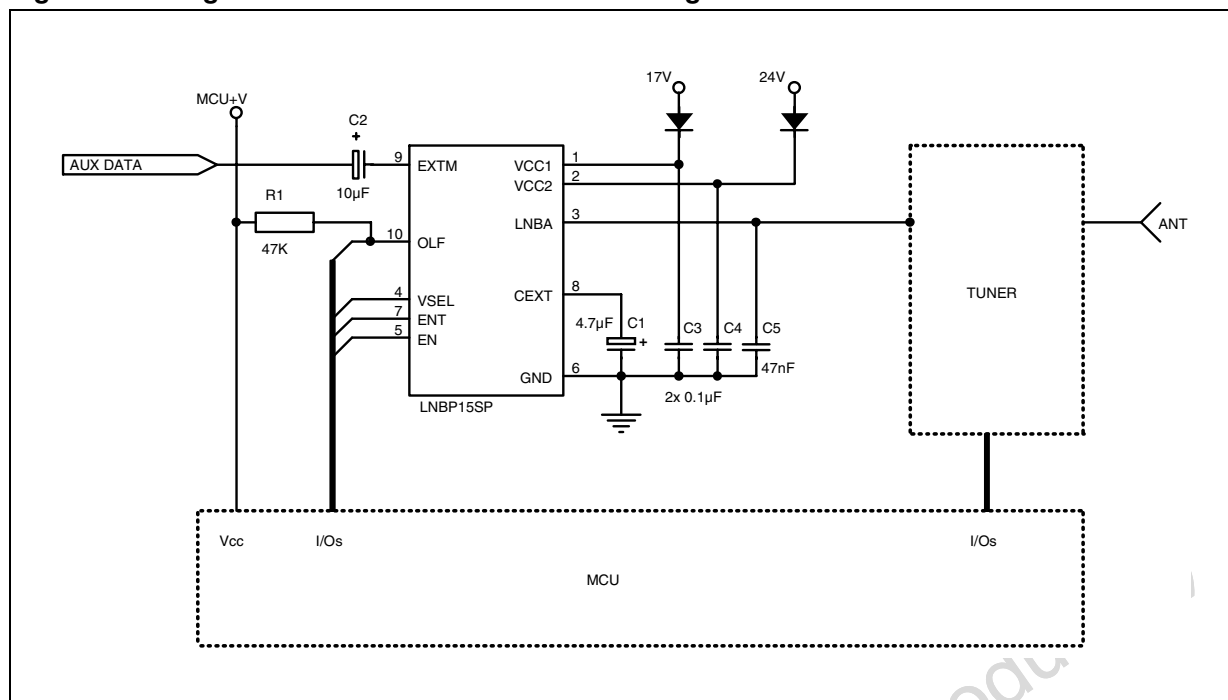 17V 24V
MCU+V
C2
+
AUX DATA
9 EXTM
10µF
VCC1 1
VCC2 2
R1
LNBA 3
ANT
47K
10 OLF
TUNER
4 VSEL
CEXT 8
7 ENT
4.7µF C1 C3 C4 C5
5 EN
+
47nF
GND 6
2x 0.1µF
LNBP15SP
Vcc I/Os I/Os
MCU